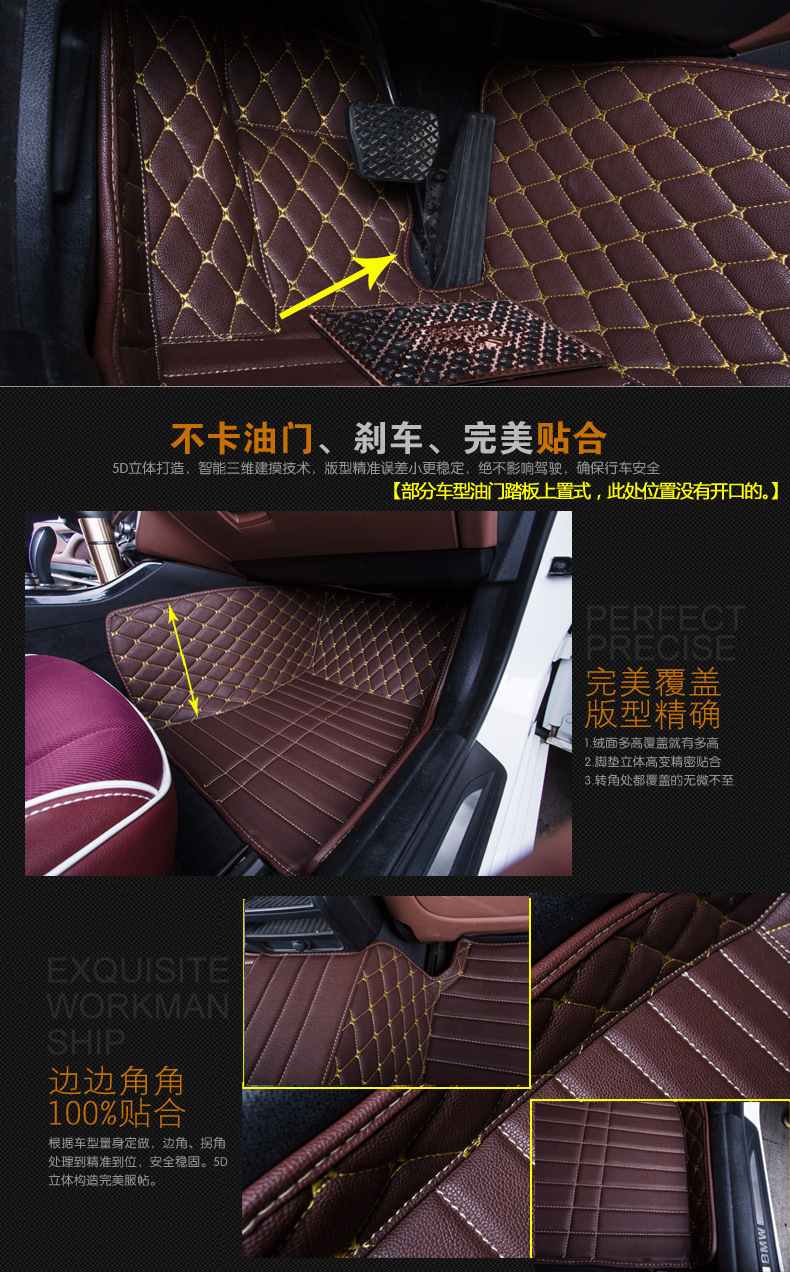 不卡油门、刹车、完美贴合
5D立体打造，智能三维建摸技术，版型精准误差小更稳定，绝不影响驾驶，确保行车安全
【部分车型油门踏板上置式，此处位置没有开口的。】
PERFECT
PRECISE
完美覆盖
版型精确
1.绒面多高覆盖就有多高
2.脚垫立体高变精密贴合
3.转角处都覆盖的无微不至
EXQUISITE
WORKMAN
SHIP
边边角角
100%贴合
根据车型量身定做，边角、拐角
处理到精准到位，安全稳固。5D
立体构造完美服帖。
BMW